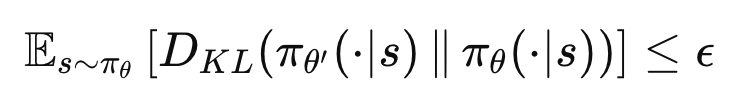 𝔼_{s∼π_θ} [D_{KL}(π_{θ′}(·|s) ∥ π_θ(·|s))] ≤ ϵ